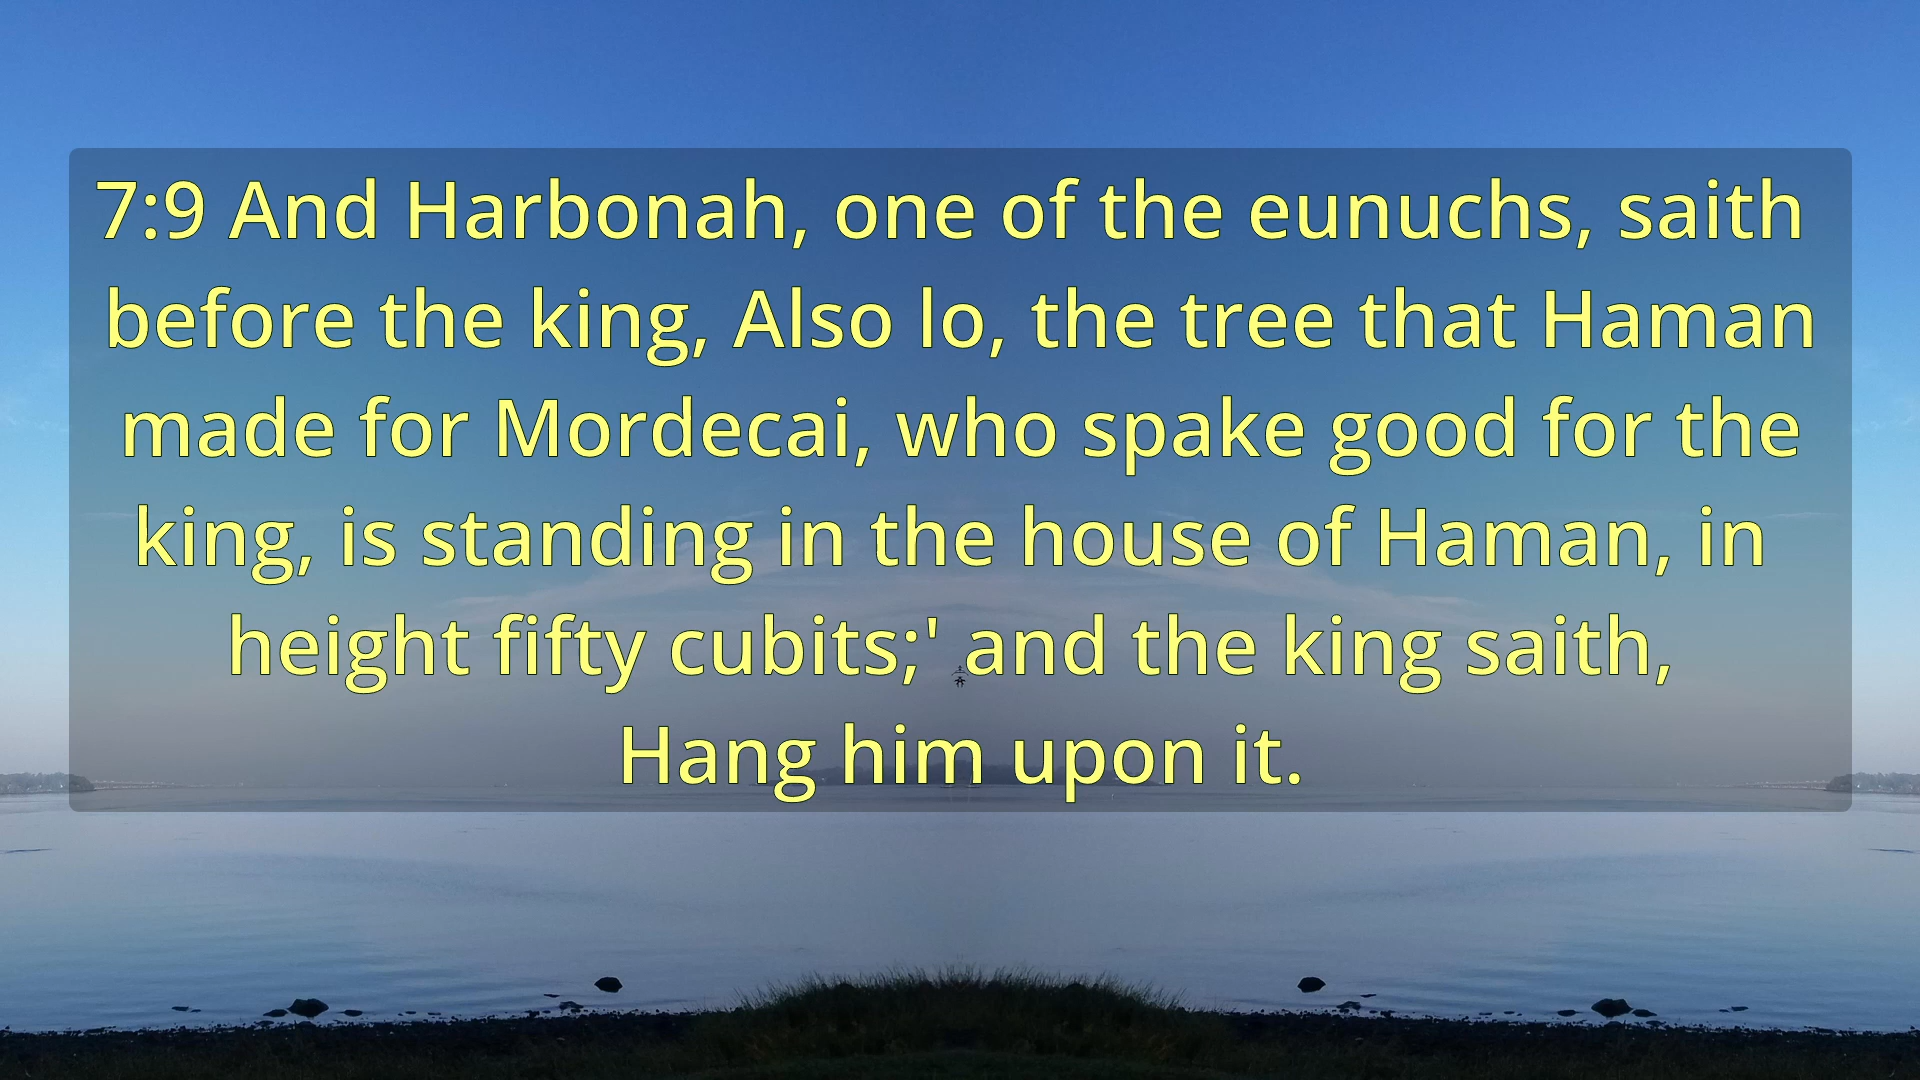 7:9 And Harbonah, one of the eunuchs, saith
before the king, Also lo, the tree that Haman
made for Mordecai, who spake good for the
king, is standing in the house of Haman, in
height fifty cubits;' and the king saith,
Hang him upon it.